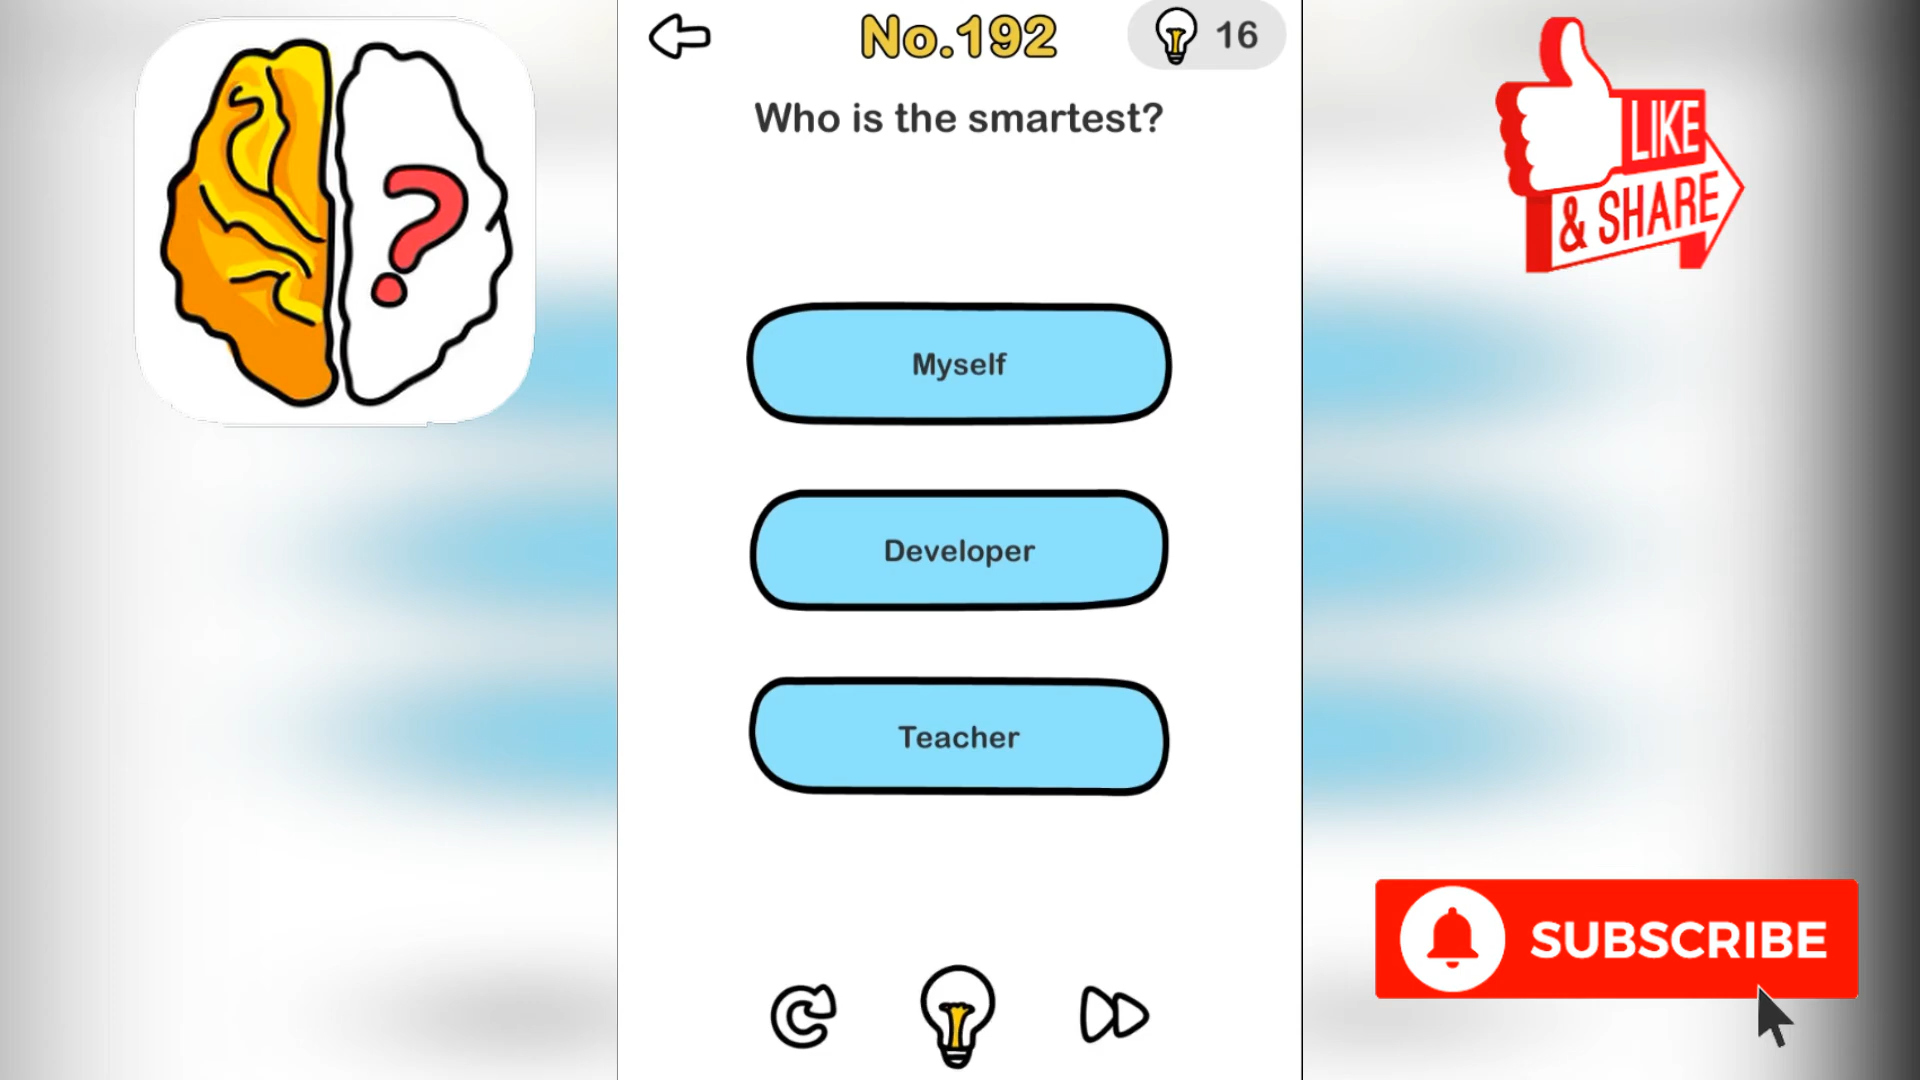 No.192
16
Who is the smartest?
Myself
Developer
Teacher
?
LIKE
& SHARE
SUBSCRIBE